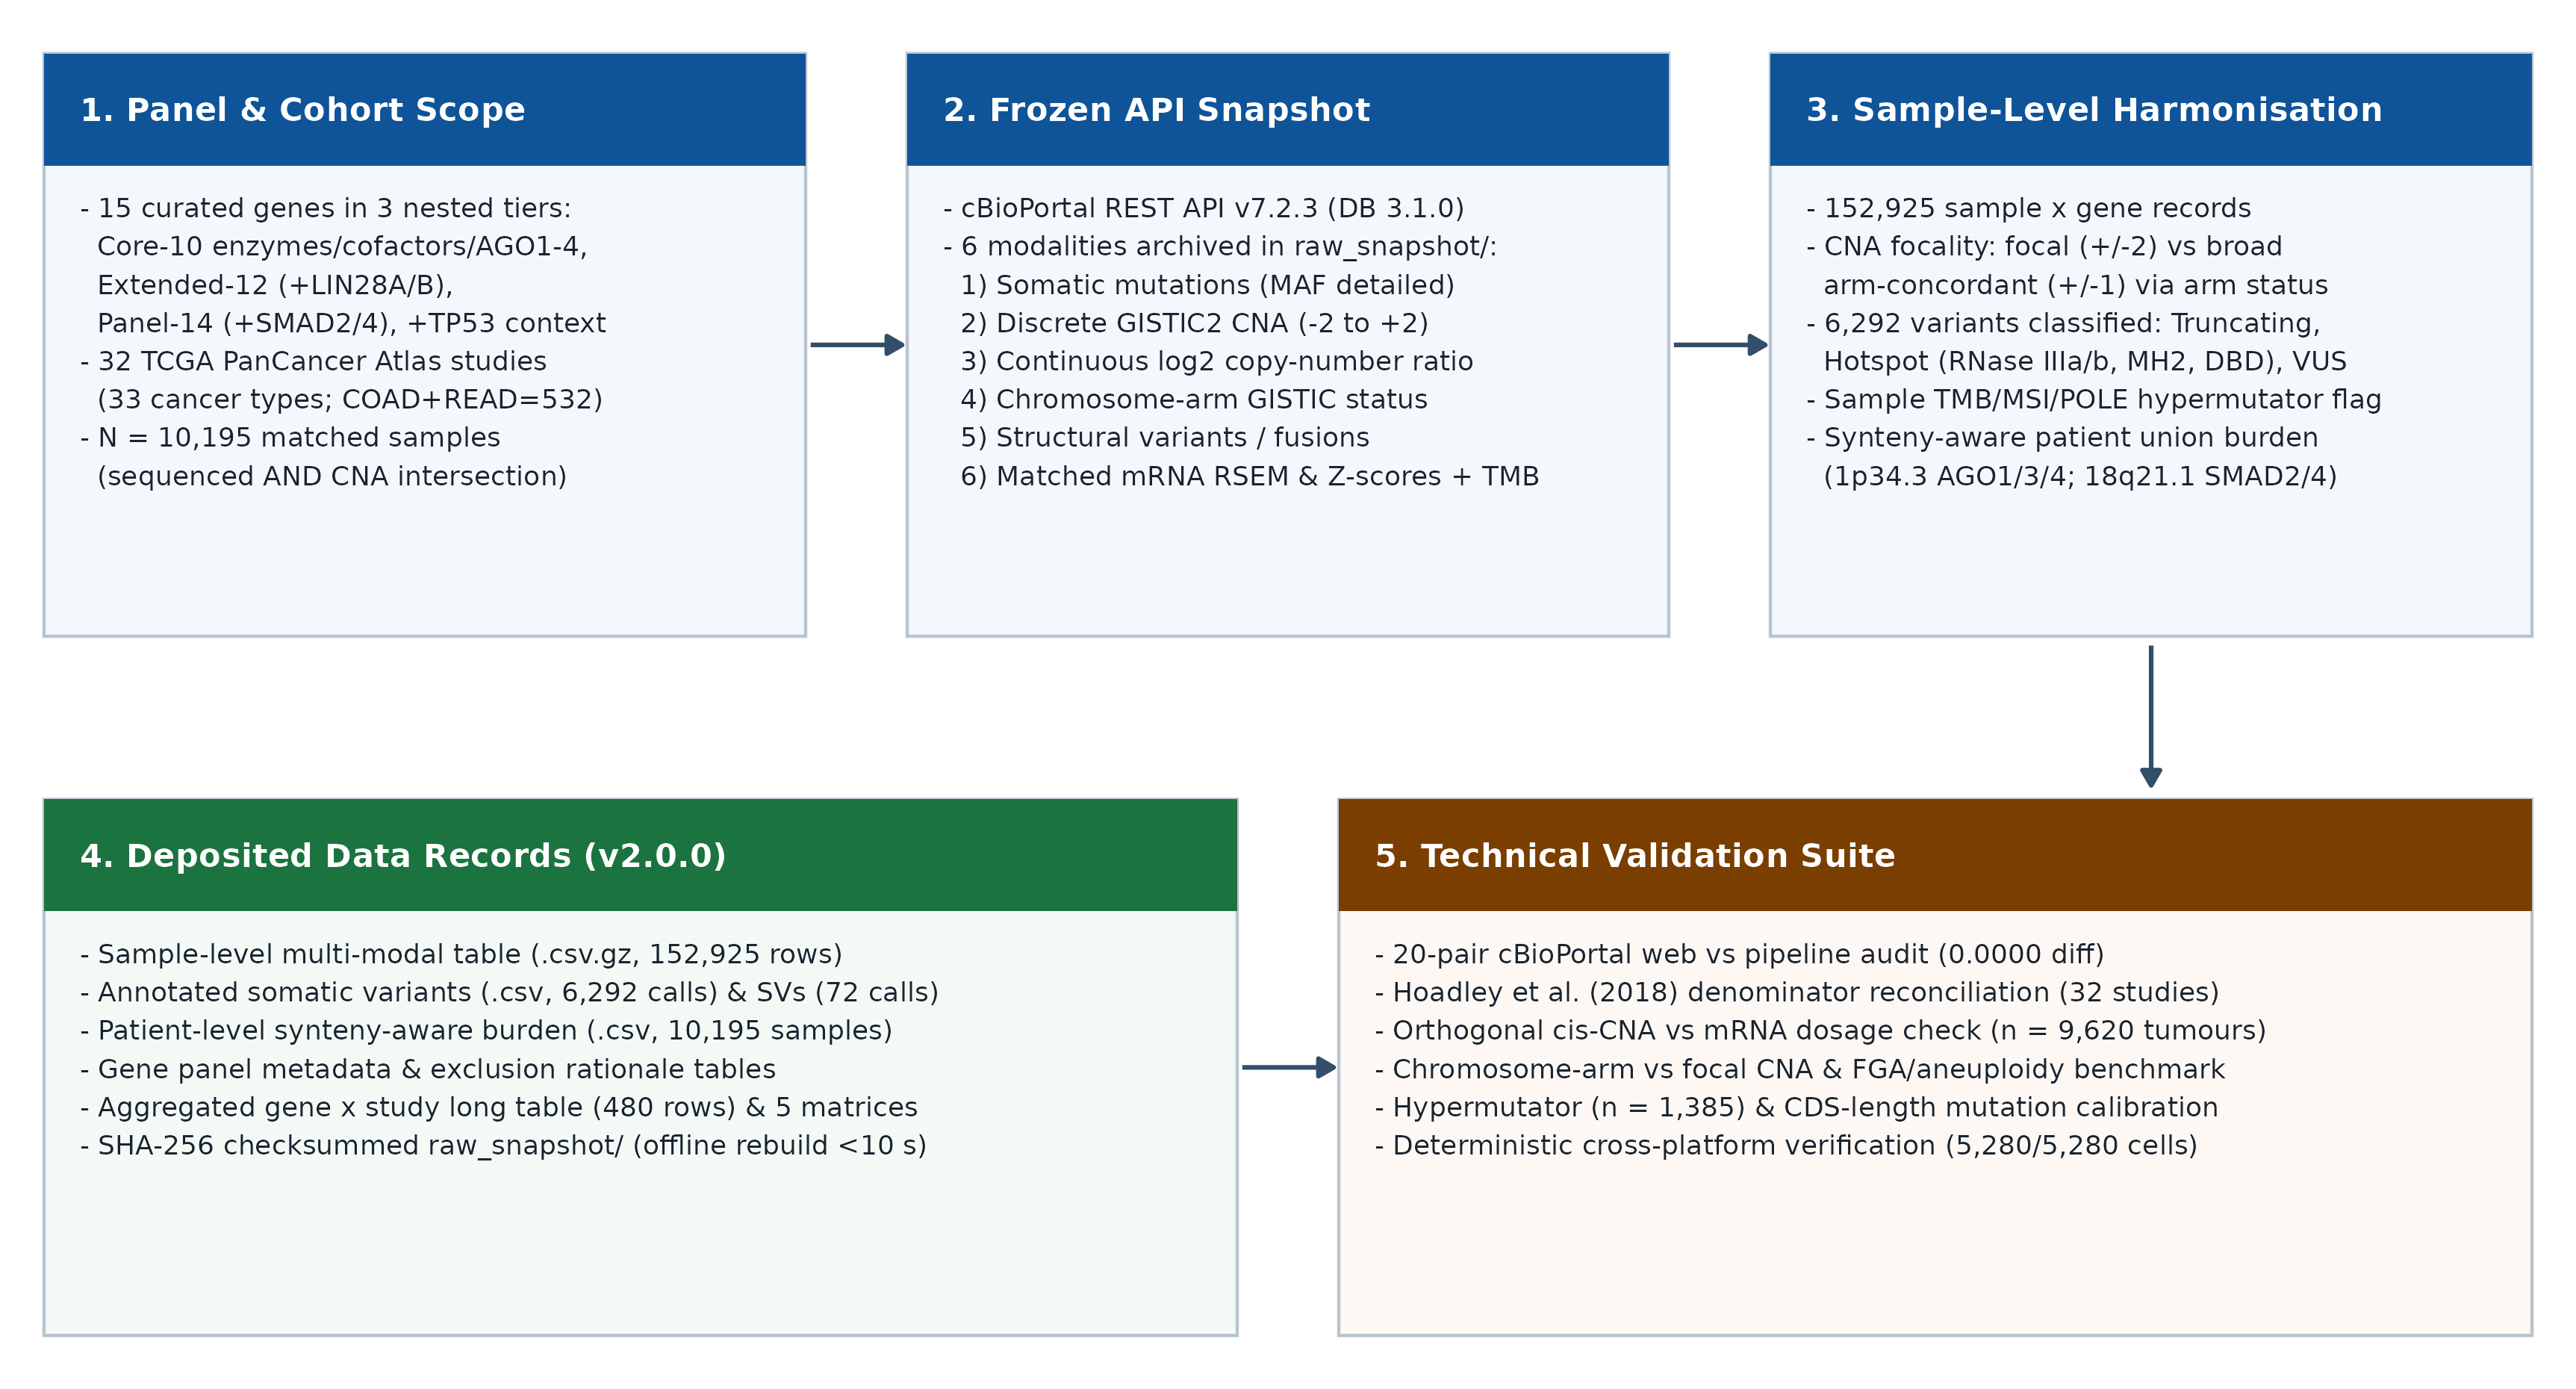 1. Panel & Cohort Scope
- 15 curated genes in 3 nested tiers:
Core-10 enzymes/cofactors/AGO1-4,
Extended-12 (+LIN28A/B),
Panel-14 (+SMAD2/4), +TP53 context
- 32 TCGA PanCancer Atlas studies
(33 cancer types; COAD+READ=532)
- N = 10,195 matched samples
(sequenced AND CNA intersection)
2. Frozen API Snapshot
- cBioPortal REST API v7.2.3 (DB 3.1.0)
- 6 modalities archived in raw_snapshot/:
1) Somatic mutations (MAF detailed)
2) Discrete GISTIC2 CNA (-2 to +2)
3) Continuous log2 copy-number ratio
4) Chromosome-arm GISTIC status
5) Structural variants / fusions
6) Matched mRNA RSEM & Z-scores + TMB
3. Sample-Level Harmonisation
- 152,925 sample x gene records
- CNA focality: focal (+/-2) vs broad
arm-concordant (+/-1) via arm status
- 6,292 variants classified: Truncating,
Hotspot (RNase IIIa/b, MH2, DBD), VUS
- Sample TMB/MSI/POLE hypermutator flag
- Synteny-aware patient union burden
(1p34.3 AGO1/3/4; 18q21.1 SMAD2/4)
4. Deposited Data Records (v2.0.0)
- Sample-level multi-modal table (.csv.gz, 152,925 rows)
- Annotated somatic variants (.csv, 6,292 calls) & SVs (72 calls)
- Patient-level synteny-aware burden (.csv, 10,195 samples)
- Gene panel metadata & exclusion rationale tables
- Aggregated gene x study long table (480 rows) & 5 matrices
- SHA-256 checksummed raw_snapshot/ (offline rebuild <10 s)
5. Technical Validation Suite
- 20-pair cBioPortal web vs pipeline audit (0.0000 diff)
- Hoadley et al. (2018) denominator reconciliation (32 studies)
- Orthogonal cis-CNA vs mRNA dosage check (n = 9,620 tumours)
- Chromosome-arm vs focal CNA & FGA/aneuploidy benchmark
- Hypermutator (n = 1,385) & CDS-length mutation calibration
- Deterministic cross-platform verification (5,280/5,280 cells)